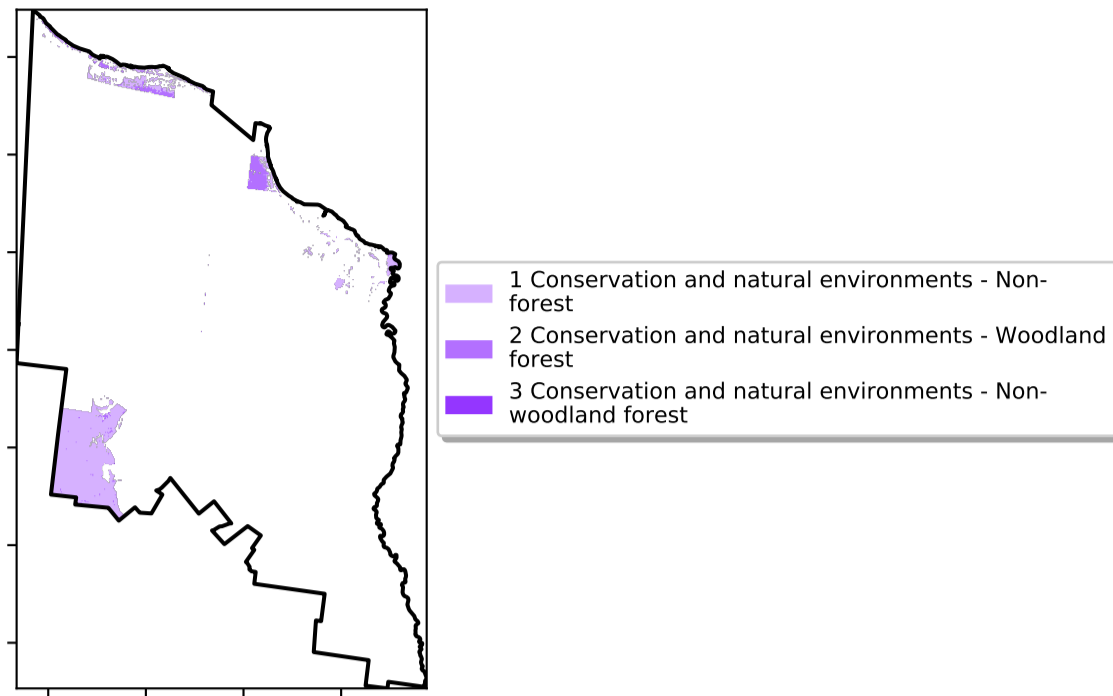 1 Conservation and natural environments - Non-
forest
2 Conservation and natural environments - Woodland
forest
3 Conservation and natural environments - Non-
woodland forest